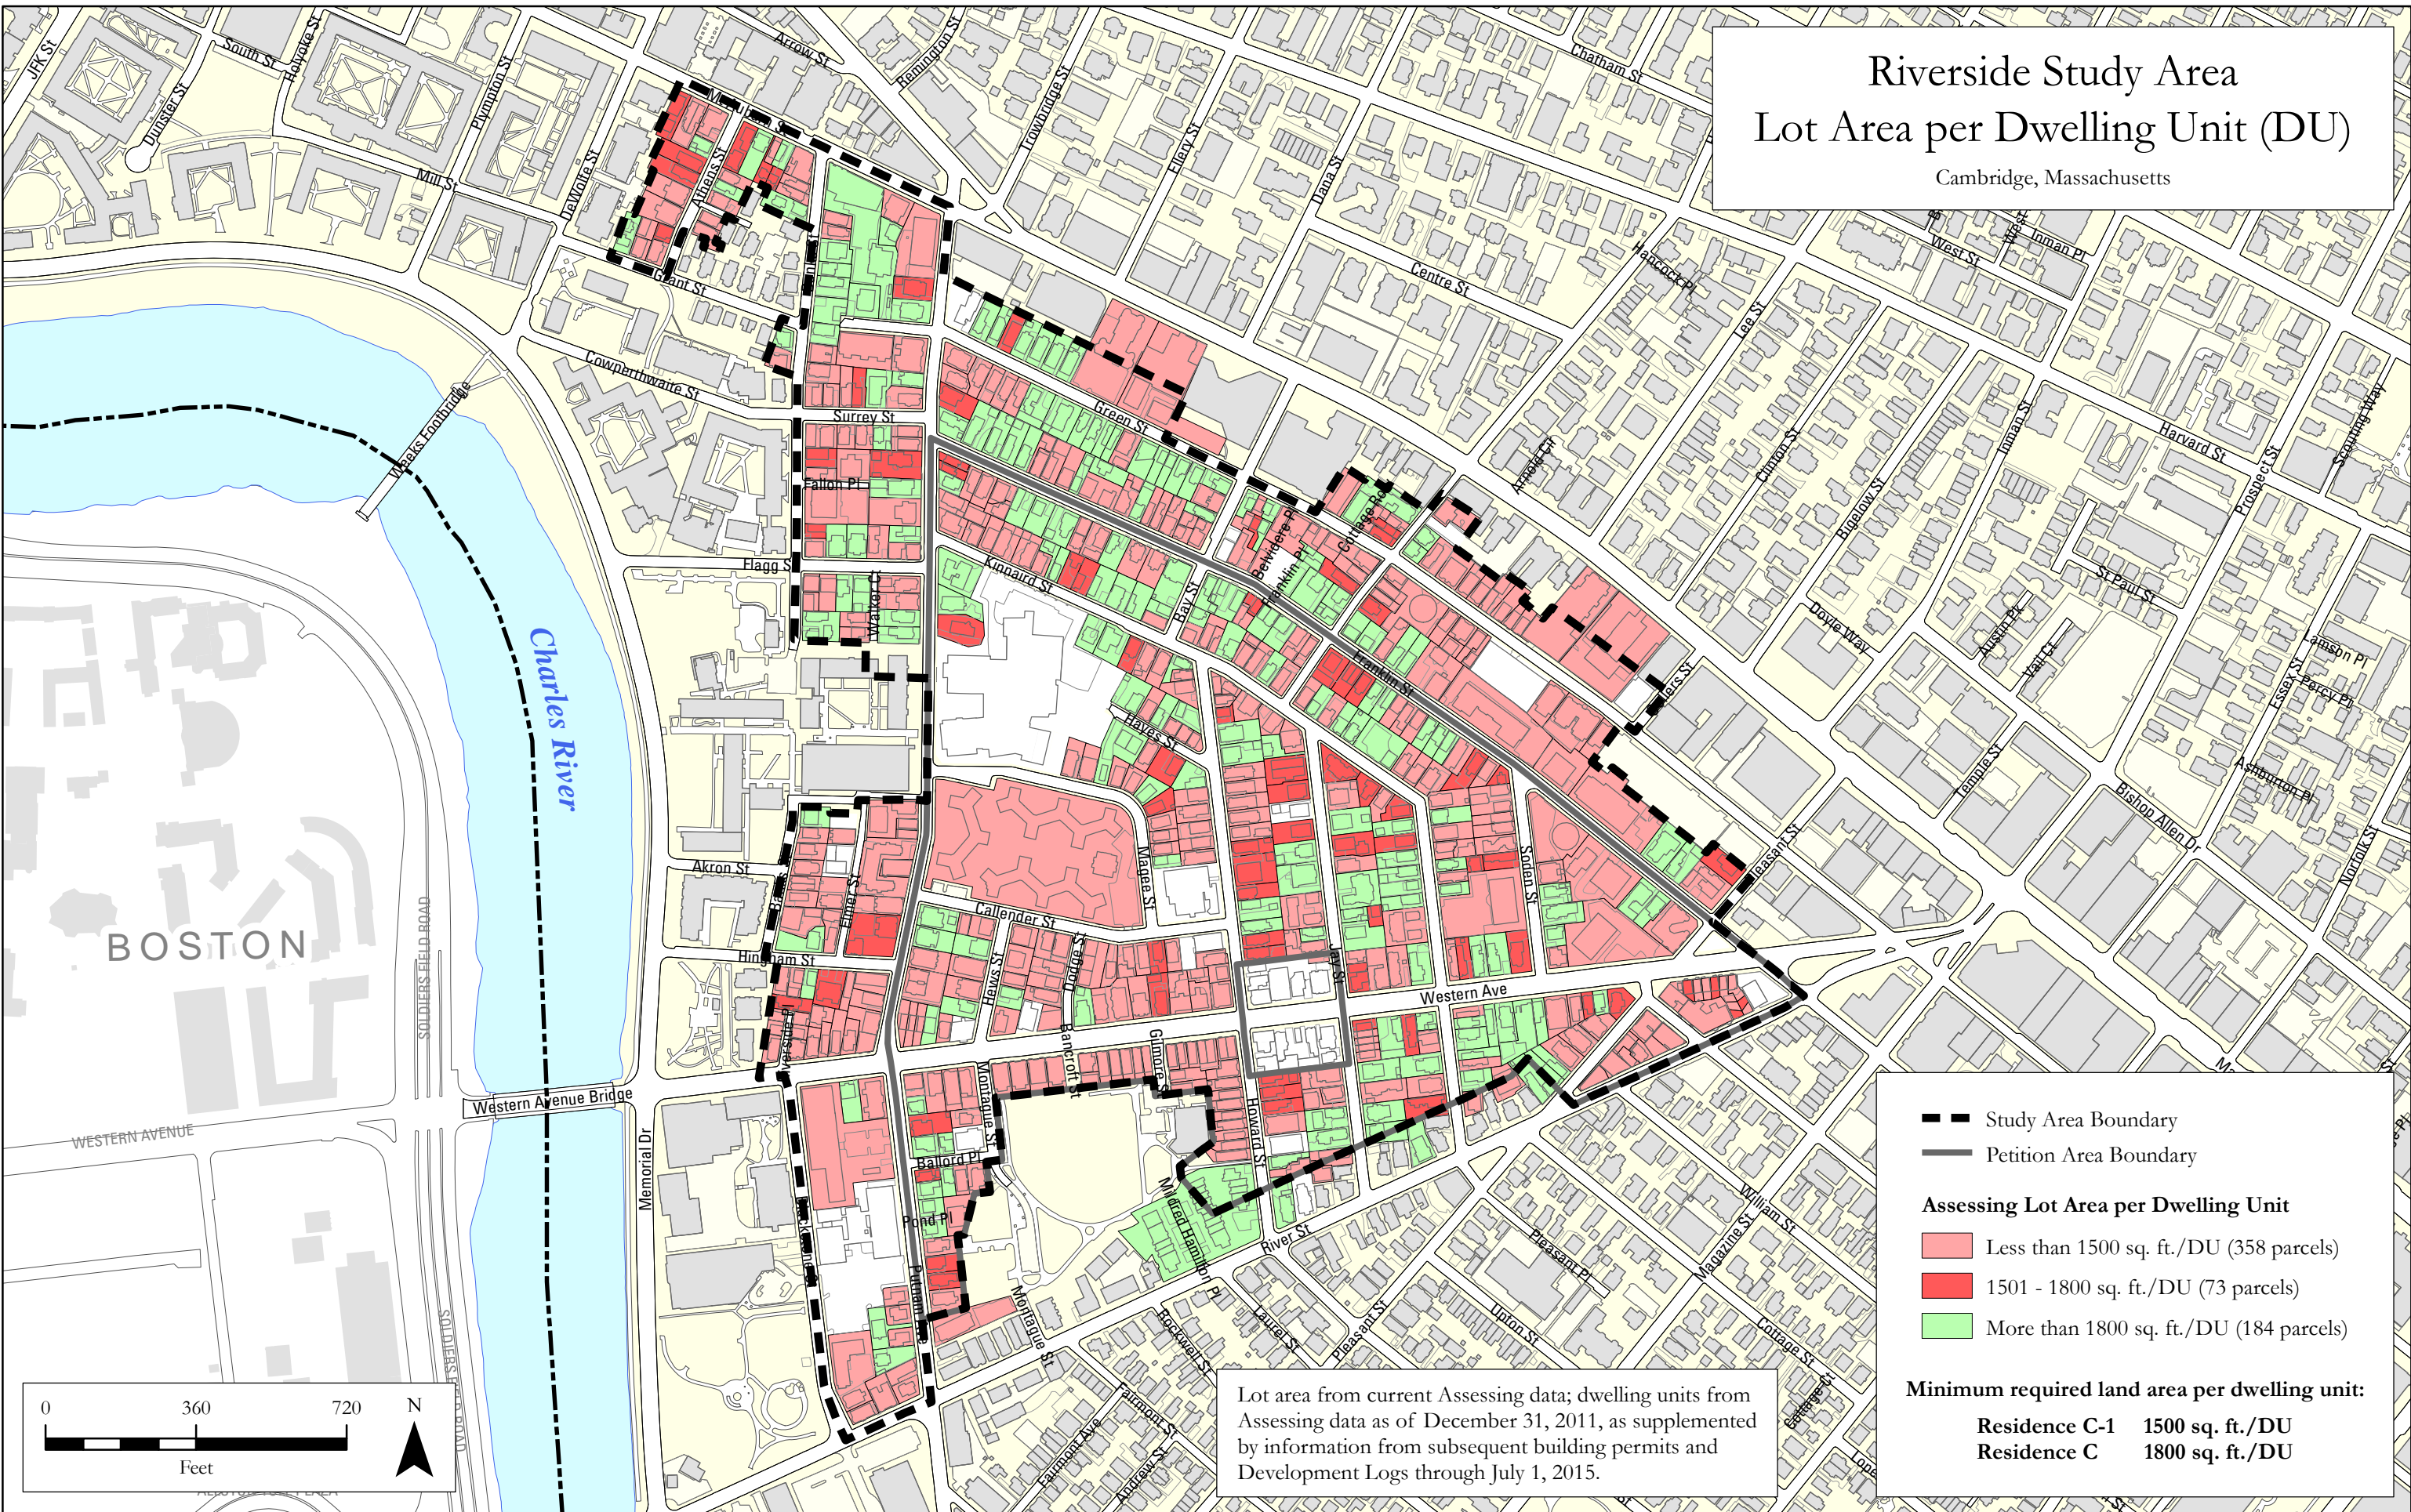 Riverside Study Area
Lot Area per Dwelling Unit (DU)
Cambridge, Massachusetts
JFK St
South St
Holyoke St
Dunster St
Plympton St
Mill St
DeWolfe St
Arrow St
Remington St
Trowbridge St
Ellery St
Dana St
Chatham St
Centre St
Hancock Pl
Lee St
West St
Inman Pl
Athens St
Grant St
Cowperthwaite St
Weeks Footbridge
Surrey St
Fallon Pl
Flagg S
Walker Ct
Green St
Kinnaird St
Bay St
Belvidere Pl
Franklin Pl
Cottage Ro
Franklin St
Hayes St
Arnold Cir
Clinton St
Bigelow St
Inman St
Harvard St
Prospect St
Scouting Way
St Paul St
Austin Pk
Vail Ct
Doyle Way
Essex St
Lamson Pl
Percy Pl
Ashburton Pl
Temple St
Bishop Allen Dr
Norfolk St
Charles River
BOSTON
SOLDIERS FIELD ROAD
Akron St
Elmer St
Magee St
Callender St
Hingham St
Hews St
Dodge St
Soden St
Jay St
Western Ave
Bancroft St
Gilmore St
Montague St
Howard St
Western Avenue Bridge
WESTERN AVENUE
Memorial Dr
Ballord Pl
Pond Pl
Mildred Hamilton Pl
River St
Montague St
Rockwell St
Laurel St
Pleasant St
Pleasant Pl
Upton St
William St
Magazine St
Cottage St
Cottage Ct
Fairmont St
Fairmont Ave
Andrew St
Study Area Boundary
Petition Area Boundary
Assessing Lot Area per Dwelling Unit
Less than 1500 sq. ft./DU (358 parcels)
1501 - 1800 sq. ft./DU (73 parcels)
More than 1800 sq. ft./DU (184 parcels)
Minimum required land area per dwelling unit:
Residence C-1 1500 sq. ft./DU
Residence C 1800 sq. ft./DU
Lot area from current Assessing data; dwelling units from
Assessing data as of December 31, 2011, as supplemented
by information from subsequent building permits and
Development Logs through July 1, 2015.
0 360 720
Feet
N